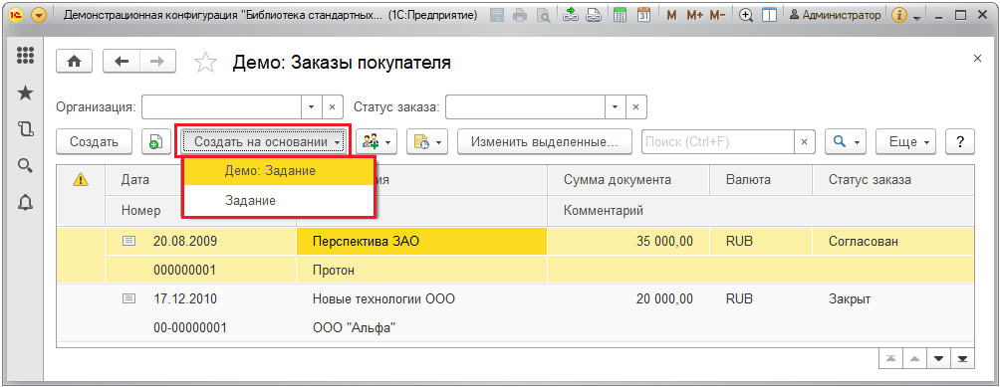 Демонстрационная конфигурация "Библиотека стандартных... (1С:Предприятие)
M M+ M- Администратор
Демо: Заказы покупателя
Организация: Статус заказа:
Создать Создать на основании Изменить выделенные... Поиск (Ctrl+F) Еще ?
Демо: Задание
Задание
Дата Сумма документа Валюта Статус заказа
Номер Комментарий
20.08.2009 Перспектива ЗАО 35 000,00 RUB Согласован
000000001 Протон
17.12.2010 Новые технологии ООО 20 000,00 RUB Закрыт
00-00000001 ООО "Альфа"